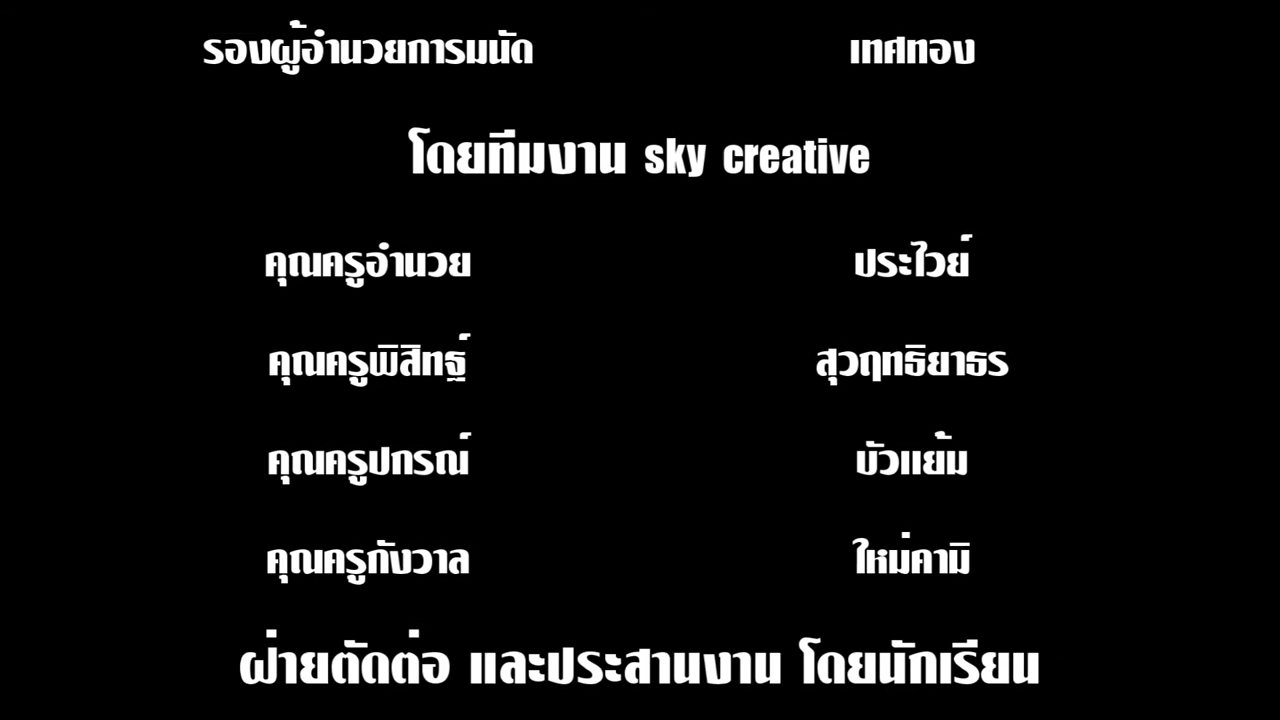 รองผู้อำนวยการมนัด เทศทอง
โดยทีมงาน sky creative
คุณครูอำนวย ประไวย์
คุณครูพิสิทฐ์ สุวฤทธิยาธร
คุณครูปกรณ์ บัวแย้ม
คุณครูกังวาล ใหม่คามิ
ฝ่ายตัดต่อ และประสานงาน โดยนักเรียน